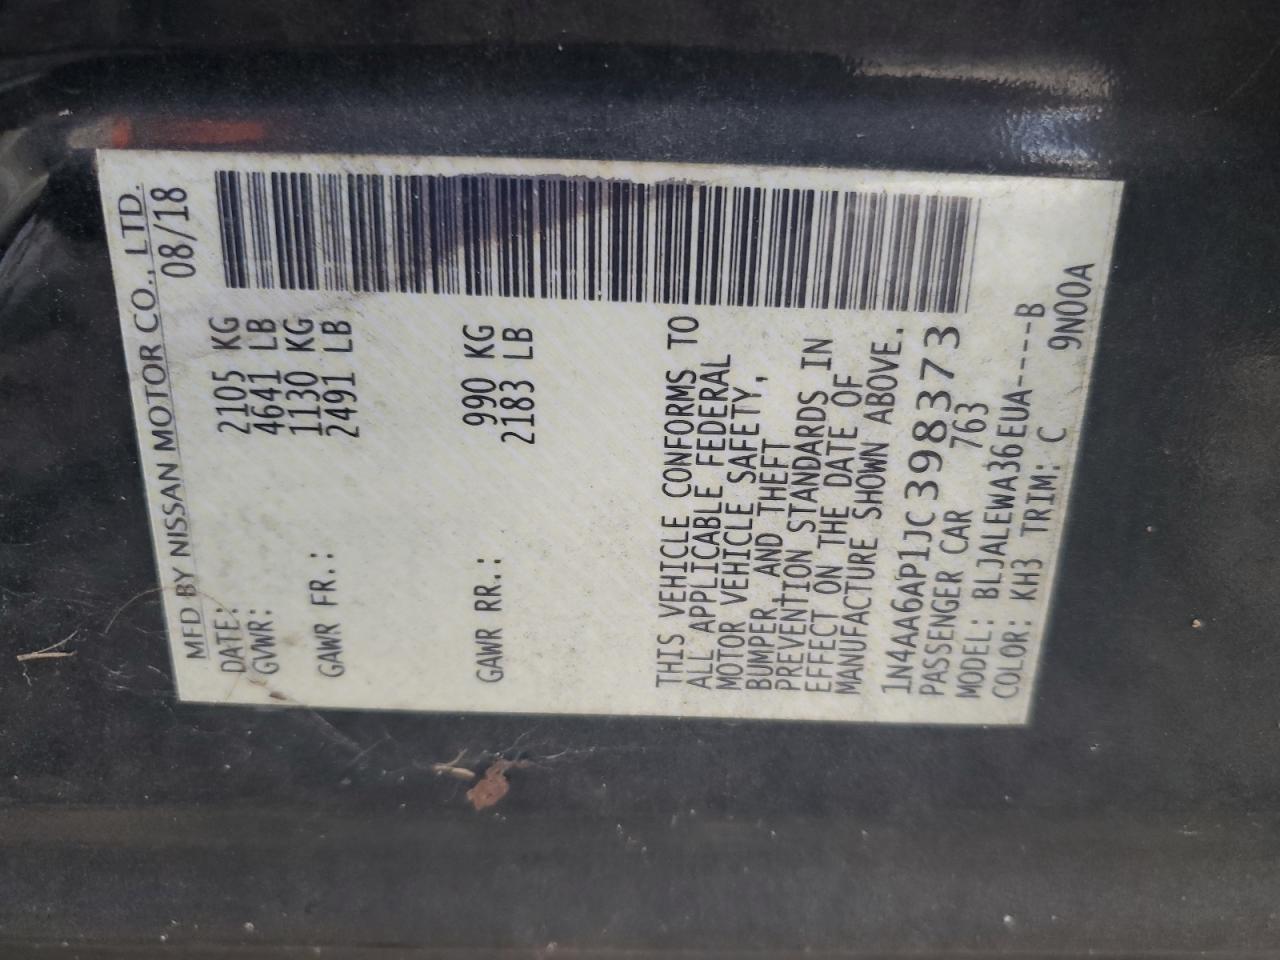 MFD BY NISSAN MOTOR CO., LTD.
DATE: 08/18
GVWR: 2105 KG
4641 LB
GAWR FR.: 1130 KG
2491 LB
GAWR RR.: 990 KG
2183 LB
THIS VEHICLE CONFORMS TO
ALL APPLICABLE FEDERAL
MOTOR VEHICLE SAFETY,
BUMPER, AND THEFT
PREVENTION STANDARDS IN
EFFECT ON THE DATE OF
MANUFACTURE SHOWN ABOVE.
1N4AA6AP1JC398373
PASSENGER CAR 763
MODEL: BLJALEWA36EUA----B
COLOR: KH3 TRIM: C 9N00A